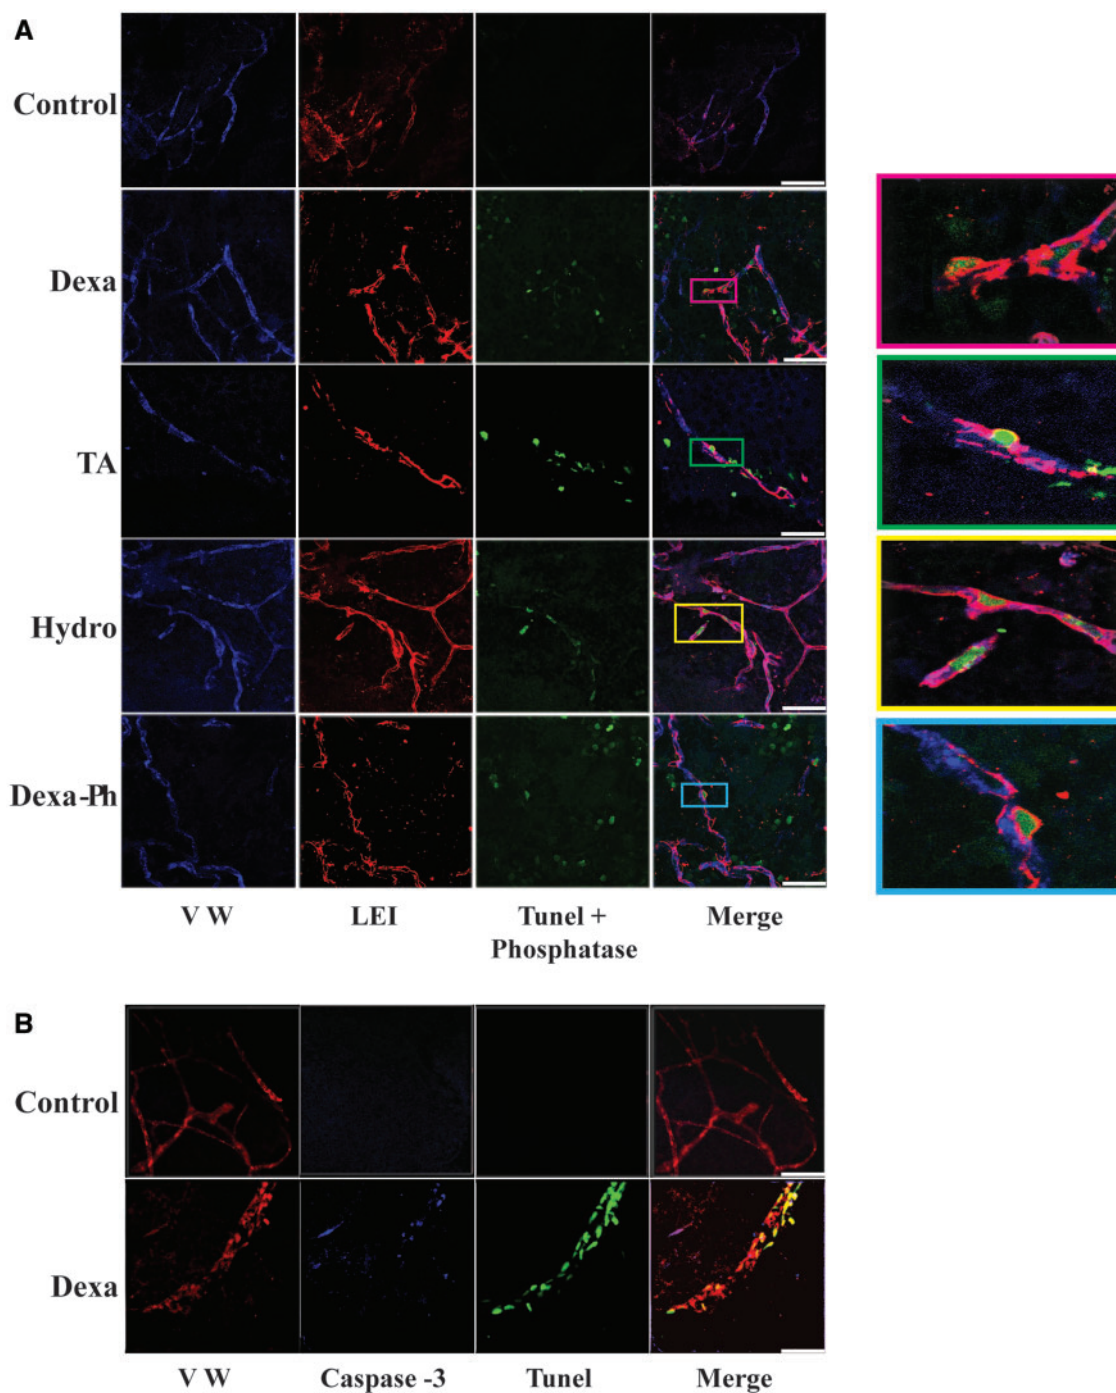 A
Control
Dexa
TA
Hydro
Dexa-Ph
V W LEI Tunel + Merge
Phosphatase
B
Control
Dexa
V W Caspase -3 Tunel Merge